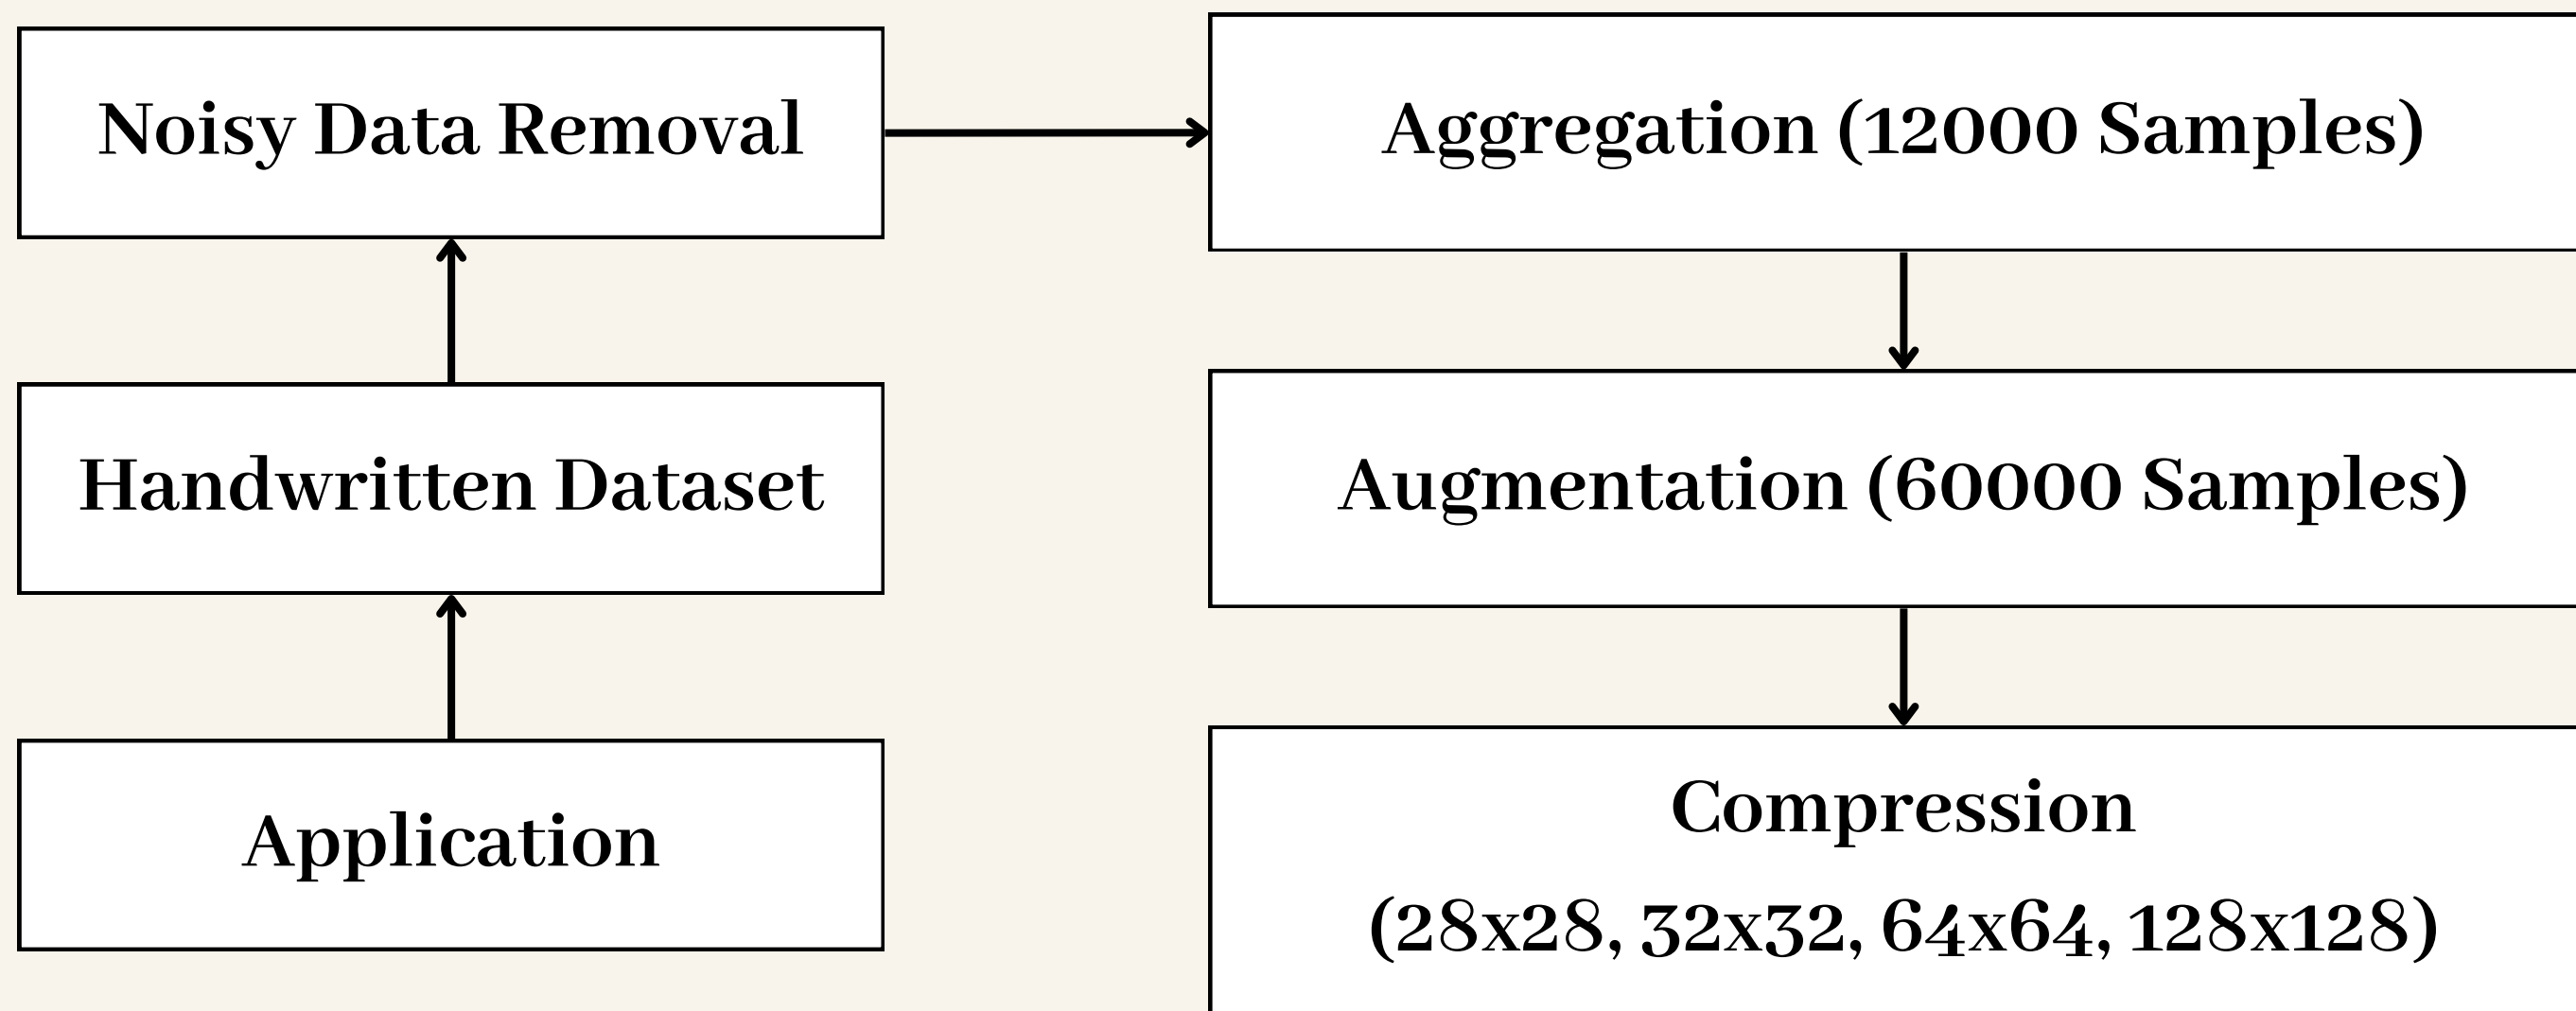 Noisy Data Removal
Aggregation (12000 Samples)
Handwritten Dataset
Augmentation (60000 Samples)
Application
Compression
(28x28, 32x32, 64x64, 128x128)